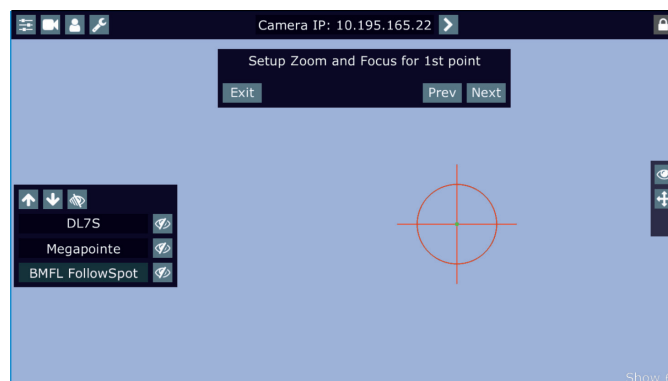 Camera IP: 10.195.165.22
Setup Zoom and Focus for 1st point
Exit Prev Next
DL7S
Megapointe
BMFL FollowSpot
Show